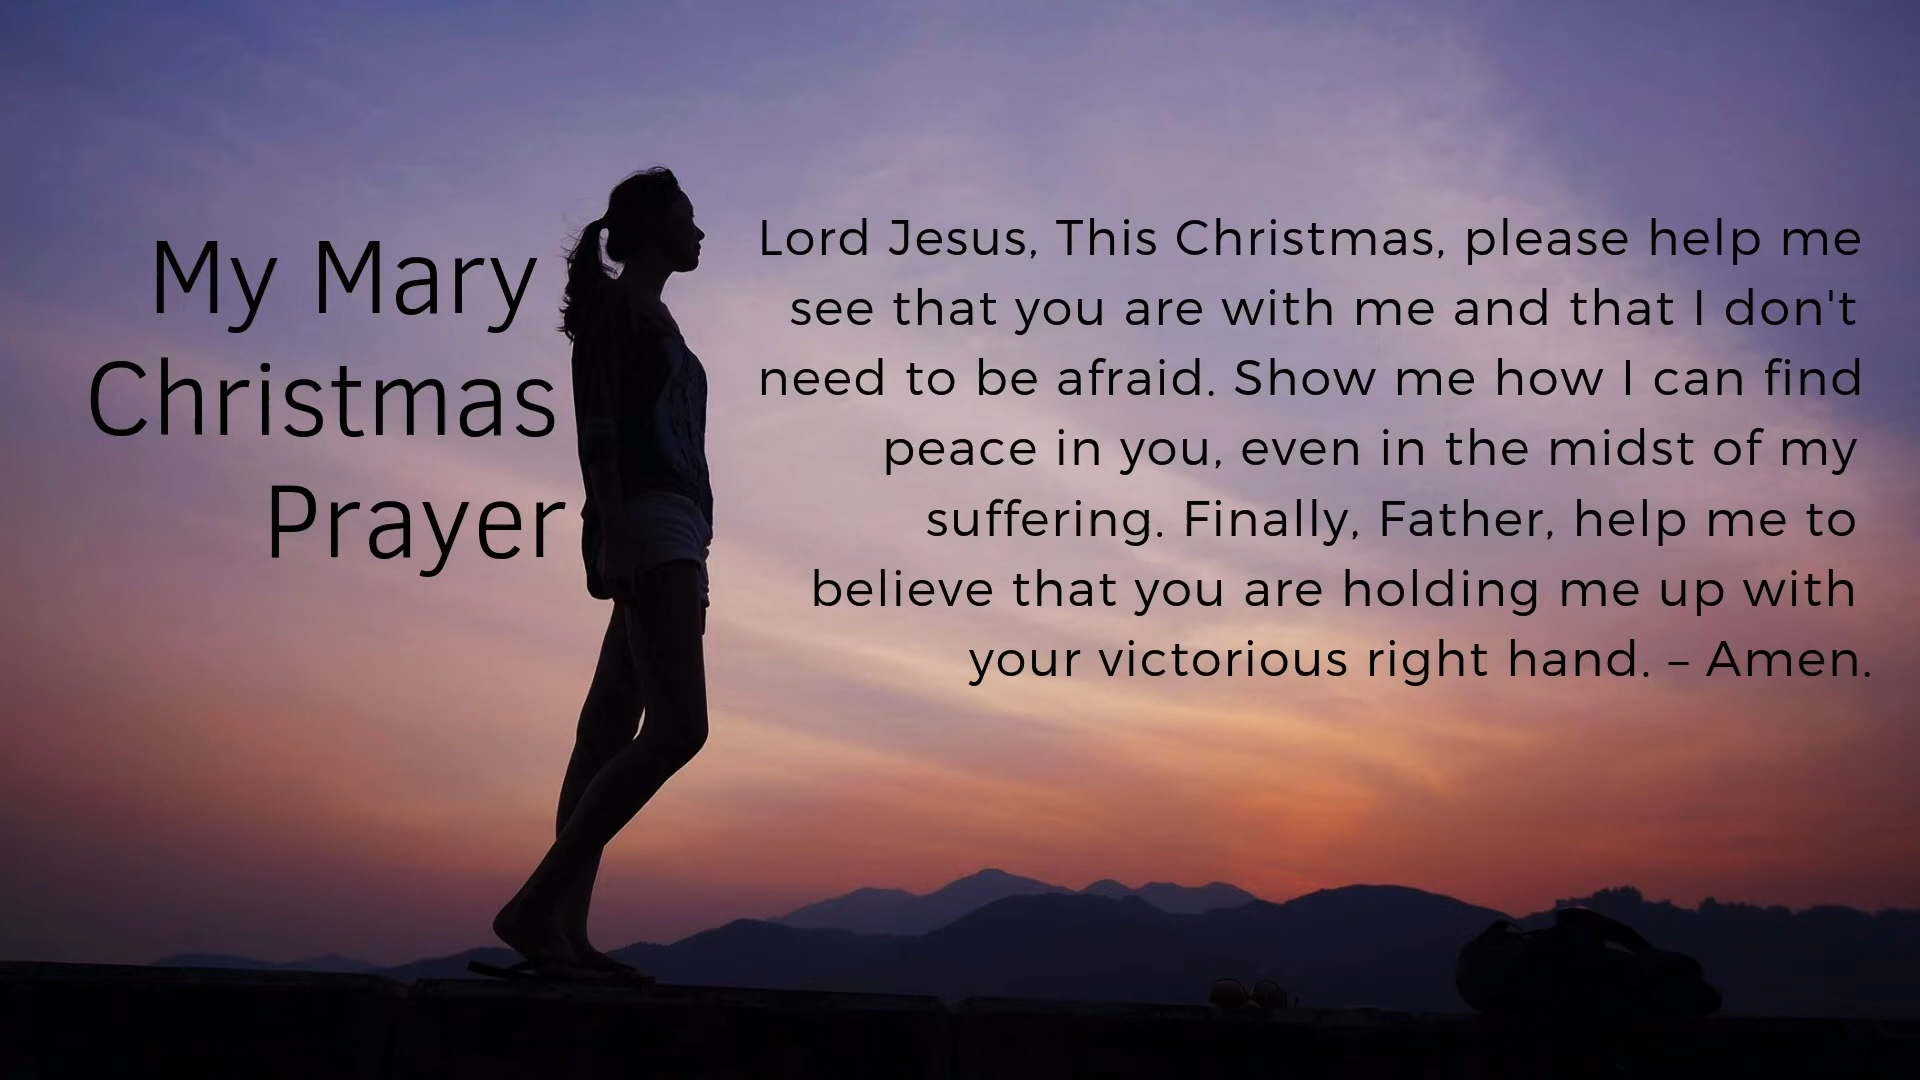 My Mary
Christmas
Prayer
Lord Jesus, This Christmas, please help me
see that you are with me and that I don't
need to be afraid. Show me how I can find
peace in you, even in the midst of my
suffering. Finally, Father, help me to
believe that you are holding me up with
your victorious right hand. – Amen.